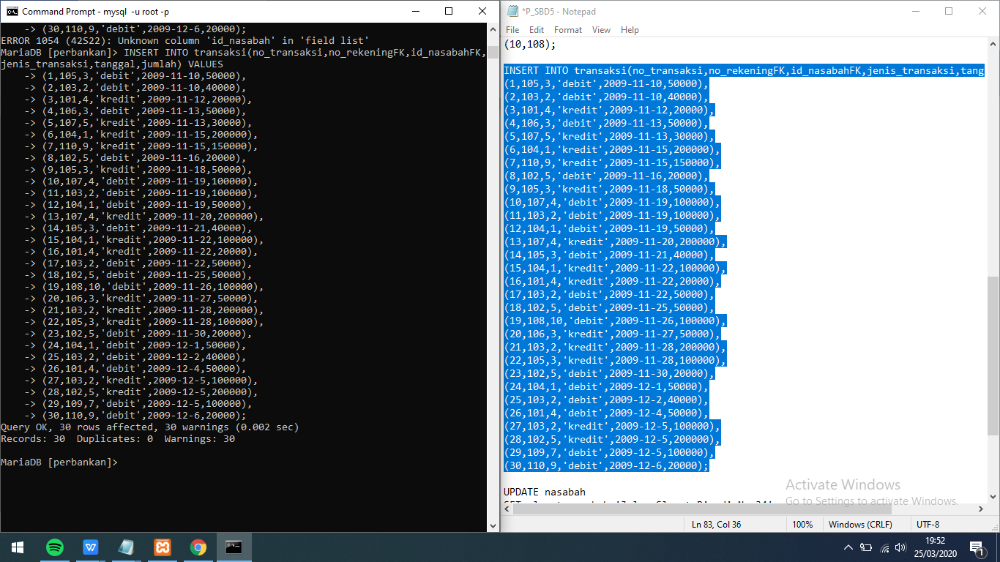 Command Prompt - mysql -u root -p
-> (30,110,9,'debit',2009-12-6,20000);
ERROR 1054 (42S22): Unknown column 'id_nasabah' in 'field list'
MariaDB [perbankan]> INSERT INTO transaksi(no_transaksi,no_rekeningFK,id_nasabahFK,
jenis_transaksi,tanggal,jumlah) VALUES
-> (1,105,3,'debit',2009-11-10,50000),
-> (2,103,2,'debit',2009-11-10,40000),
-> (3,101,4,'kredit',2009-11-12,20000),
-> (4,106,3,'debit',2009-11-13,50000),
-> (5,107,5,'kredit',2009-11-13,30000),
-> (6,104,1,'kredit',2009-11-15,200000),
-> (7,110,9,'kredit',2009-11-15,150000),
-> (8,102,5,'debit',2009-11-16,20000),
-> (9,105,3,'kredit',2009-11-18,50000),
-> (10,107,4,'debit',2009-11-19,100000),
-> (11,103,2,'debit',2009-11-19,100000),
-> (12,104,1,'debit',2009-11-19,50000),
-> (13,107,4,'kredit',2009-11-20,200000),
-> (14,105,3,'debit',2009-11-21,40000),
-> (15,104,1,'kredit',2009-11-22,100000),
-> (16,101,4,'kredit',2009-11-22,20000),
-> (17,103,2,'debit',2009-11-22,50000),
-> (18,102,5,'debit',2009-11-25,50000),
-> (19,108,10,'debit',2009-11-26,100000),
-> (20,106,3,'kredit',2009-11-27,50000),
-> (21,103,2,'kredit',2009-11-28,200000),
-> (22,105,3,'kredit',2009-11-28,100000),
-> (23,102,5,'debit',2009-11-30,20000),
-> (24,104,1,'debit',2009-12-1,50000),
-> (25,103,2,'debit',2009-12-2,40000),
-> (26,101,4,'debit',2009-12-4,50000),
-> (27,103,2,'kredit',2009-12-5,100000),
-> (28,102,5,'kredit',2009-12-5,200000),
-> (29,109,7,'debit',2009-12-5,100000),
-> (30,110,9,'debit',2009-12-6,20000);
Query OK, 30 rows affected, 30 warnings (0.002 sec)
Records: 30  Duplicates: 0  Warnings: 30
MariaDB [perbankan]>
*P_SBD5 - Notepad
File Edit Format View Help
(10,108);
INSERT INTO transaksi(no_transaksi,no_rekeningFK,id_nasabahFK,jenis_transaksi,tang
(1,105,3,'debit',2009-11-10,50000),
(2,103,2,'debit',2009-11-10,40000),
(3,101,4,'kredit',2009-11-12,20000),
(4,106,3,'debit',2009-11-13,50000),
(5,107,5,'kredit',2009-11-13,30000),
(6,104,1,'kredit',2009-11-15,200000),
(7,110,9,'kredit',2009-11-15,150000),
(8,102,5,'debit',2009-11-16,20000),
(9,105,3,'kredit',2009-11-18,50000),
(10,107,4,'debit',2009-11-19,100000),
(11,103,2,'debit',2009-11-19,100000),
(12,104,1,'debit',2009-11-19,50000),
(13,107,4,'kredit',2009-11-20,200000),
(14,105,3,'debit',2009-11-21,40000),
(15,104,1,'kredit',2009-11-22,100000),
(16,101,4,'kredit',2009-11-22,20000),
(17,103,2,'debit',2009-11-22,50000),
(18,102,5,'debit',2009-11-25,50000),
(19,108,10,'debit',2009-11-26,100000),
(20,106,3,'kredit',2009-11-27,50000),
(21,103,2,'kredit',2009-11-28,200000),
(22,105,3,'kredit',2009-11-28,100000),
(23,102,5,'debit',2009-11-30,20000),
(24,104,1,'debit',2009-12-1,50000),
(25,103,2,'debit',2009-12-2,40000),
(26,101,4,'debit',2009-12-4,50000),
(27,103,2,'kredit',2009-12-5,100000),
(28,102,5,'kredit',2009-12-5,200000),
(29,109,7,'debit',2009-12-5,100000),
(30,110,9,'debit',2009-12-6,20000);
UPDATE nasabah
Activate Windows
Go to Settings to activate Windows.
Ln 83, Col 36 100% Windows (CRLF) UTF-8
19:52
25/03/2020
1